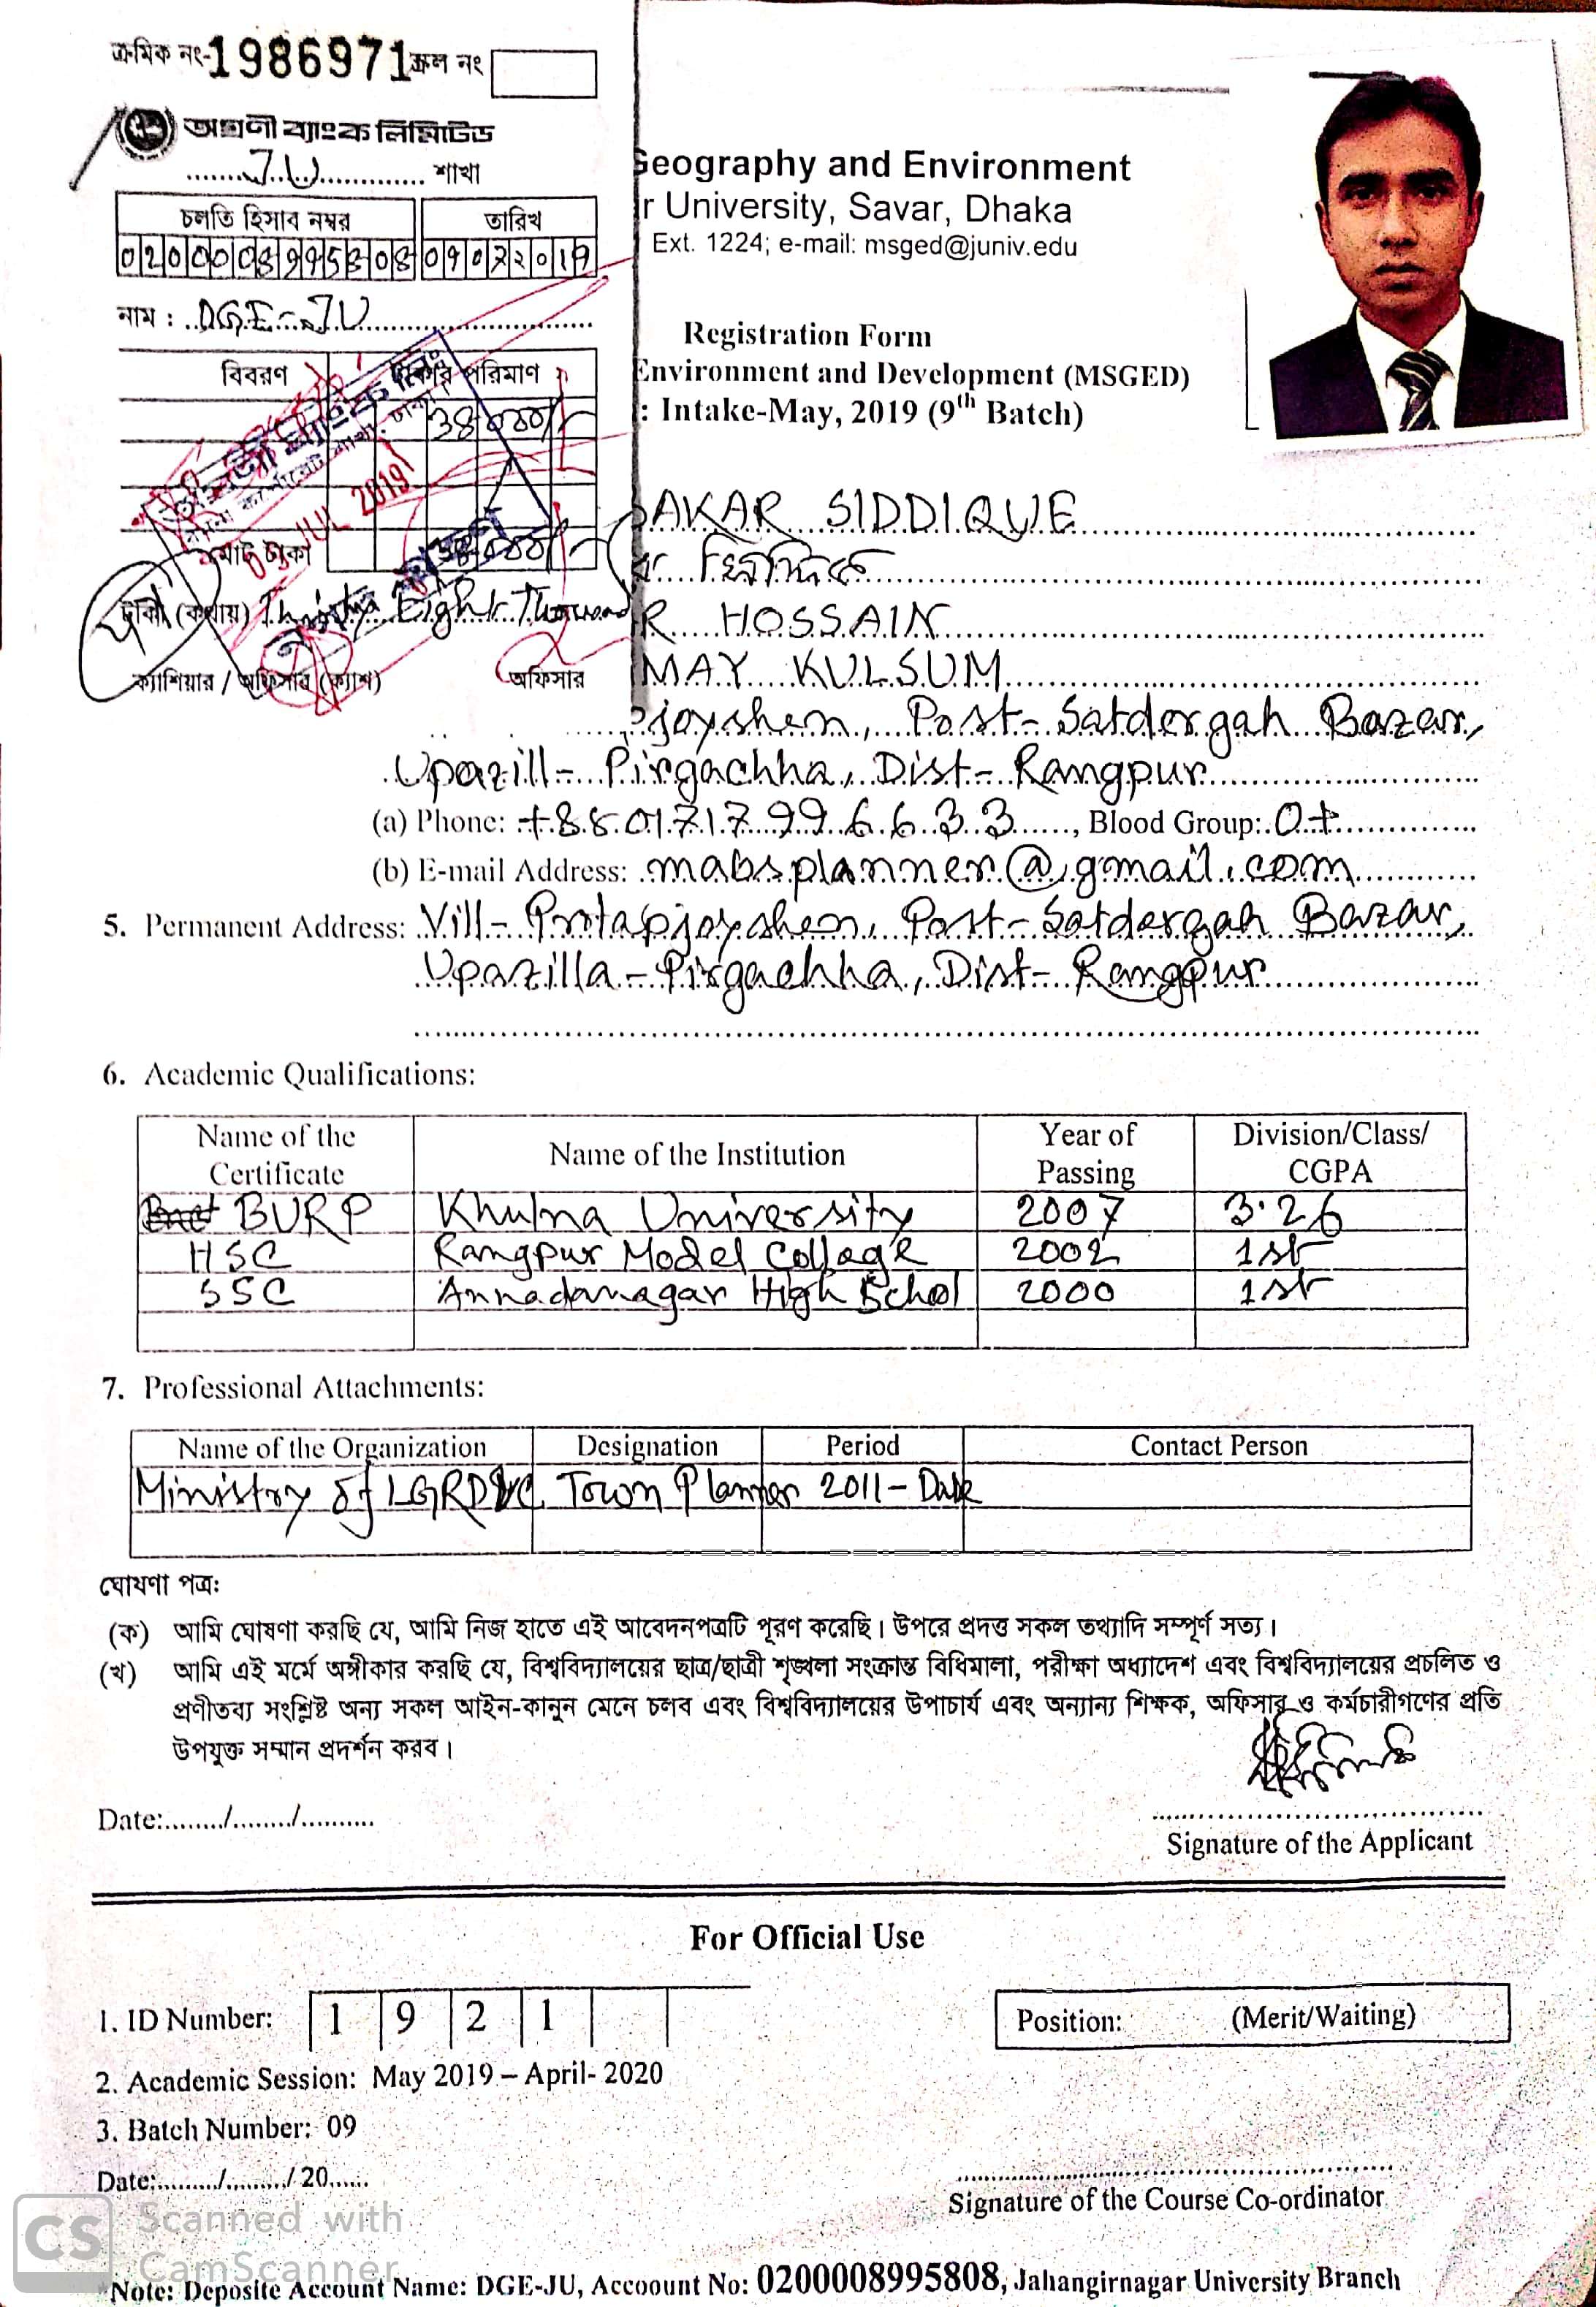 ক্রমিক নং-1986971 স্ক্রল নং
অগ্রণী ব্যাংক লিমিটেড
JU শাখা
চলতি হিসাব নম্বর তারিখ
নাম : DGE-JU
বিবরণ টাকার পরিমাণ
38000/-
JUL 2019
মোট টাকা 38000/-
টাকা (কথায়) Thirty Eight Thousand
ক্যাশিয়ার / অফিসার (ক্যাশ) অফিসার
Geography and Environment
r University, Savar, Dhaka
Ext. 1224; e-mail: msged@juniv.edu
Registration Form
Environment and Development (MSGED)
: Intake-May, 2019 (9th Batch)
AKAR SIDDIQUE
R HOSSAIN
MAY KULSUM
pjoyshen, Post- Satdergah Bazar,
Upazill- Pirgachha, Dist- Rangpur
(a) Phone: +8801717996633, Blood Group: O+
(b) E-mail Address: mabsplanner@gmail.com
5. Permanent Address: Vill- Protapjoyshen, Post- Satdergah Bazar,
Upazilla- Pirgachha, Dist- Rangpur
6. Academic Qualifications:
Name of the Certificate Name of the Institution Year of Passing Division/Class/ CGPA
BURP Khulna University 2007 3.26
HSC Rangpur Model College 2002 1st
SSC Annadanagar High School 2000 1st
7. Professional Attachments:
Name of the Organization Designation Period Contact Person
Ministry of LGRD&C Town Planner 2011- Date
ঘোষণা পত্র:
(ক) আমি ঘোষণা করছি যে, আমি নিজ হাতে এই আবেদনপত্রটি পূরণ করেছি। উপরে প্রদত্ত সকল তথ্যাদি সম্পূর্ণ সত্য।
(খ) আমি এই মর্মে অঙ্গীকার করছি যে, বিশ্ববিদ্যালয়ের ছাত্র/ছাত্রী শৃঙ্খলা সংক্রান্ত বিধিমালা, পরীক্ষা অধ্যাদেশ এবং বিশ্ববিদ্যালয়ের প্রচলিত ও
প্রণীতব্য সংশ্লিষ্ট অন্য সকল আইন-কানুন মেনে চলব এবং বিশ্ববিদ্যালয়ের উপাচার্য এবং অন্যান্য শিক্ষক, অফিসার ও কর্মচারীগণের প্রতি
উপযুক্ত সম্মান প্রদর্শন করব।
Date:......../......../..........
Signature of the Applicant
For Official Use
1. ID Number: 1 9 2 1
Position: (Merit/Waiting)
2. Academic Session: May 2019 – April- 2020
3. Batch Number: 09
Date:........./........./ 20......
Signature of the Course Co-ordinator
CS Scanned with
CamScanner
*Note: Deposite Account Name: DGE-JU, Accoount No: 0200008995808, Jahangirnagar University Branch